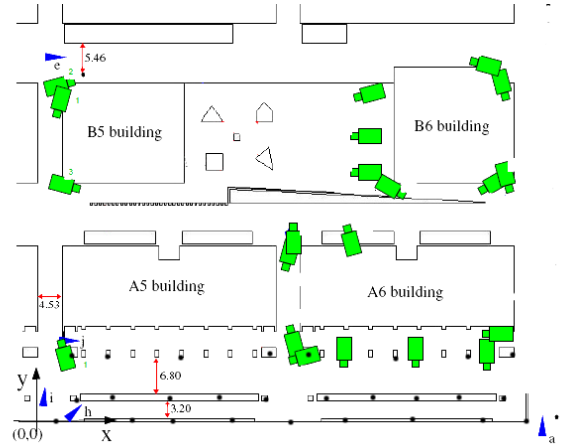 5.46
e
2
1
B5 building
B6 building
3
A5 building
A6 building
4.53
j
1
6.80
y
i
h
3.20
(0,0)
x
a